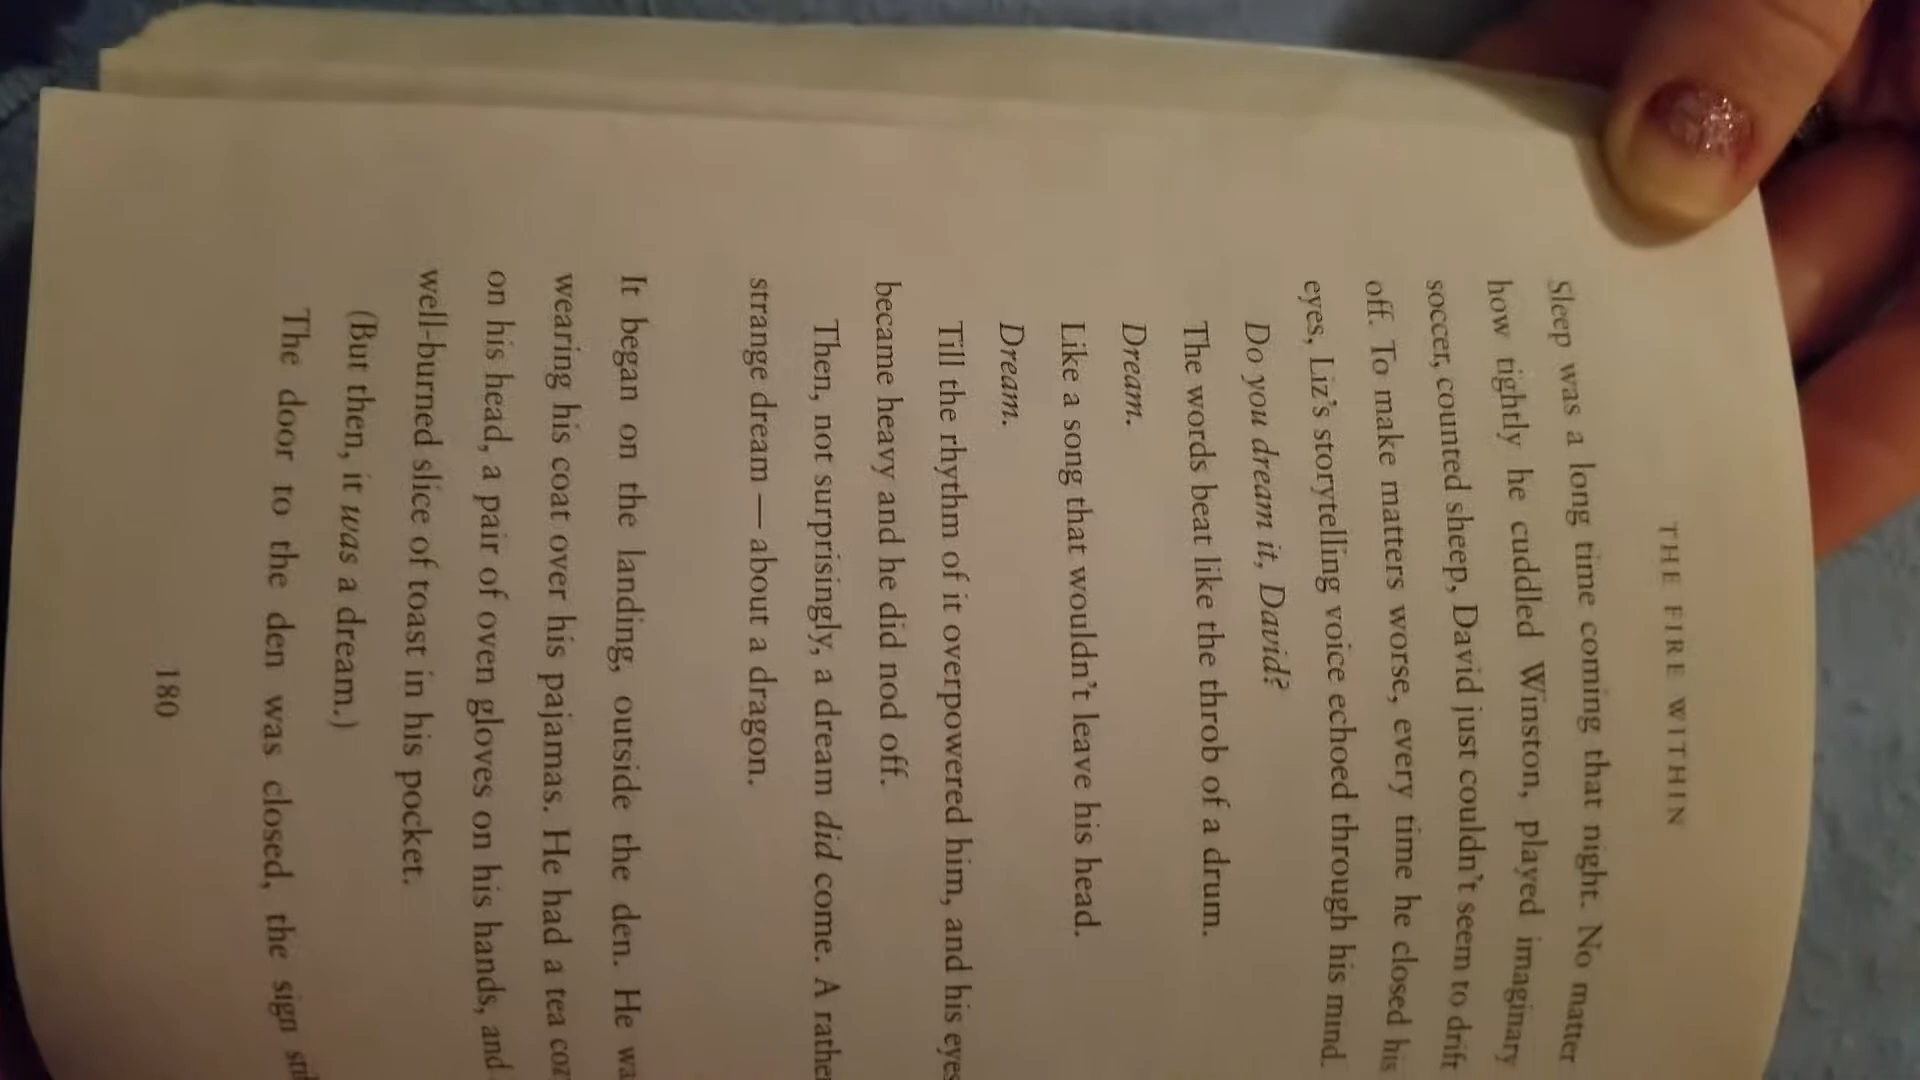 THE FIRE WITHIN
Sleep was a long time coming that night. No matter
how tightly he cuddled Winston, played imaginary
soccer, counted sheep, David just couldn't seem to drift
off. To make matters worse, every time he closed his
eyes, Liz's storytelling voice echoed through his mind.
Do you dream it, David?
The words beat like the throb of a drum.
Dream.
Like a song that wouldn't leave his head.
Dream.
Till the rhythm of it overpowered him, and his eyes
became heavy and he did nod off.
Then, not surprisingly, a dream did come. A rather
strange dream — about a dragon.
It began on the landing, outside the den. He
wearing his coat over his pajamas. He had a tea
on his head, a pair of oven gloves on his hands, and
well-burned slice of toast in his pocket.
(But then, it was a dream.)
The door to the den was closed, the sign
180